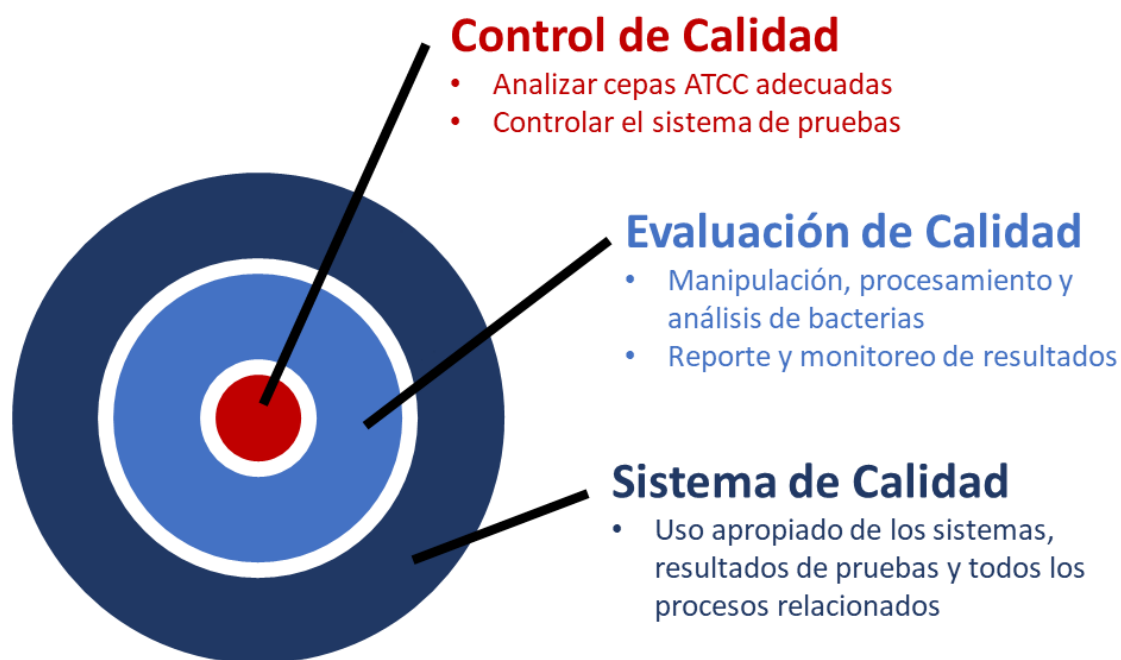 Control de Calidad
• Analizar cepas ATCC adecuadas
• Controlar el sistema de pruebas
Evaluación de Calidad
• Manipulación, procesamiento y
análisis de bacterias
• Reporte y monitoreo de resultados
Sistema de Calidad
• Uso apropiado de los sistemas,
resultados de pruebas y todos los
procesos relacionados